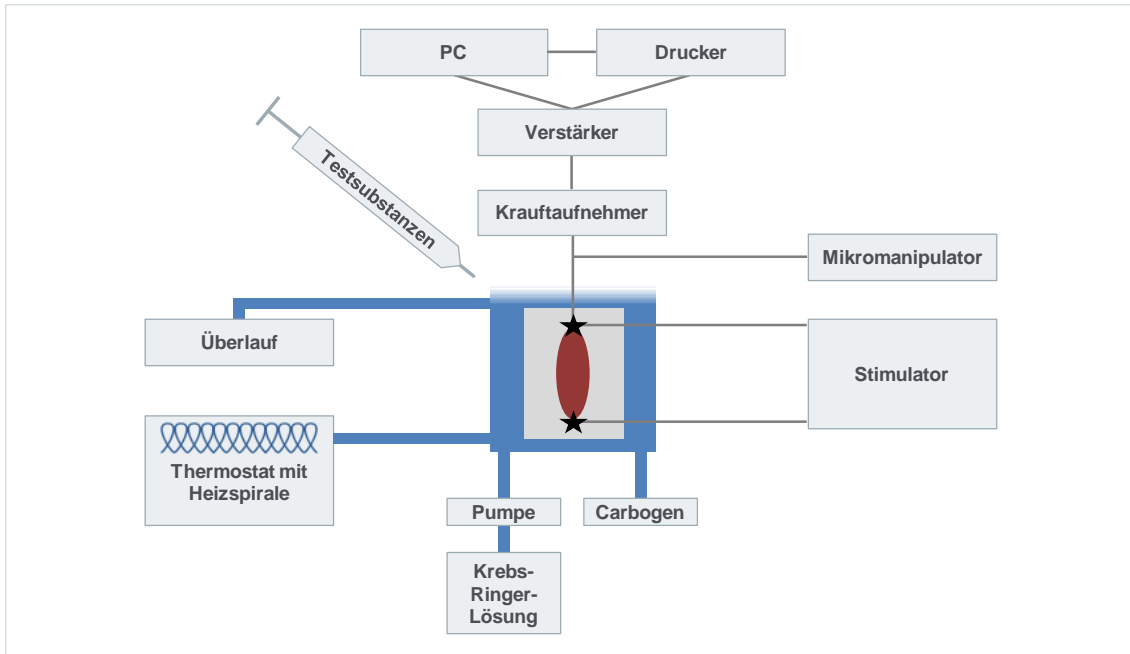 PC
Drucker
Verstärker
Testsubstanzen
Krauftaufnehmer
Mikromanipulator
Überlauf
Stimulator
Thermostat mit
Heizspirale
Pumpe
Carbogen
Krebs-
Ringer-
Lösung